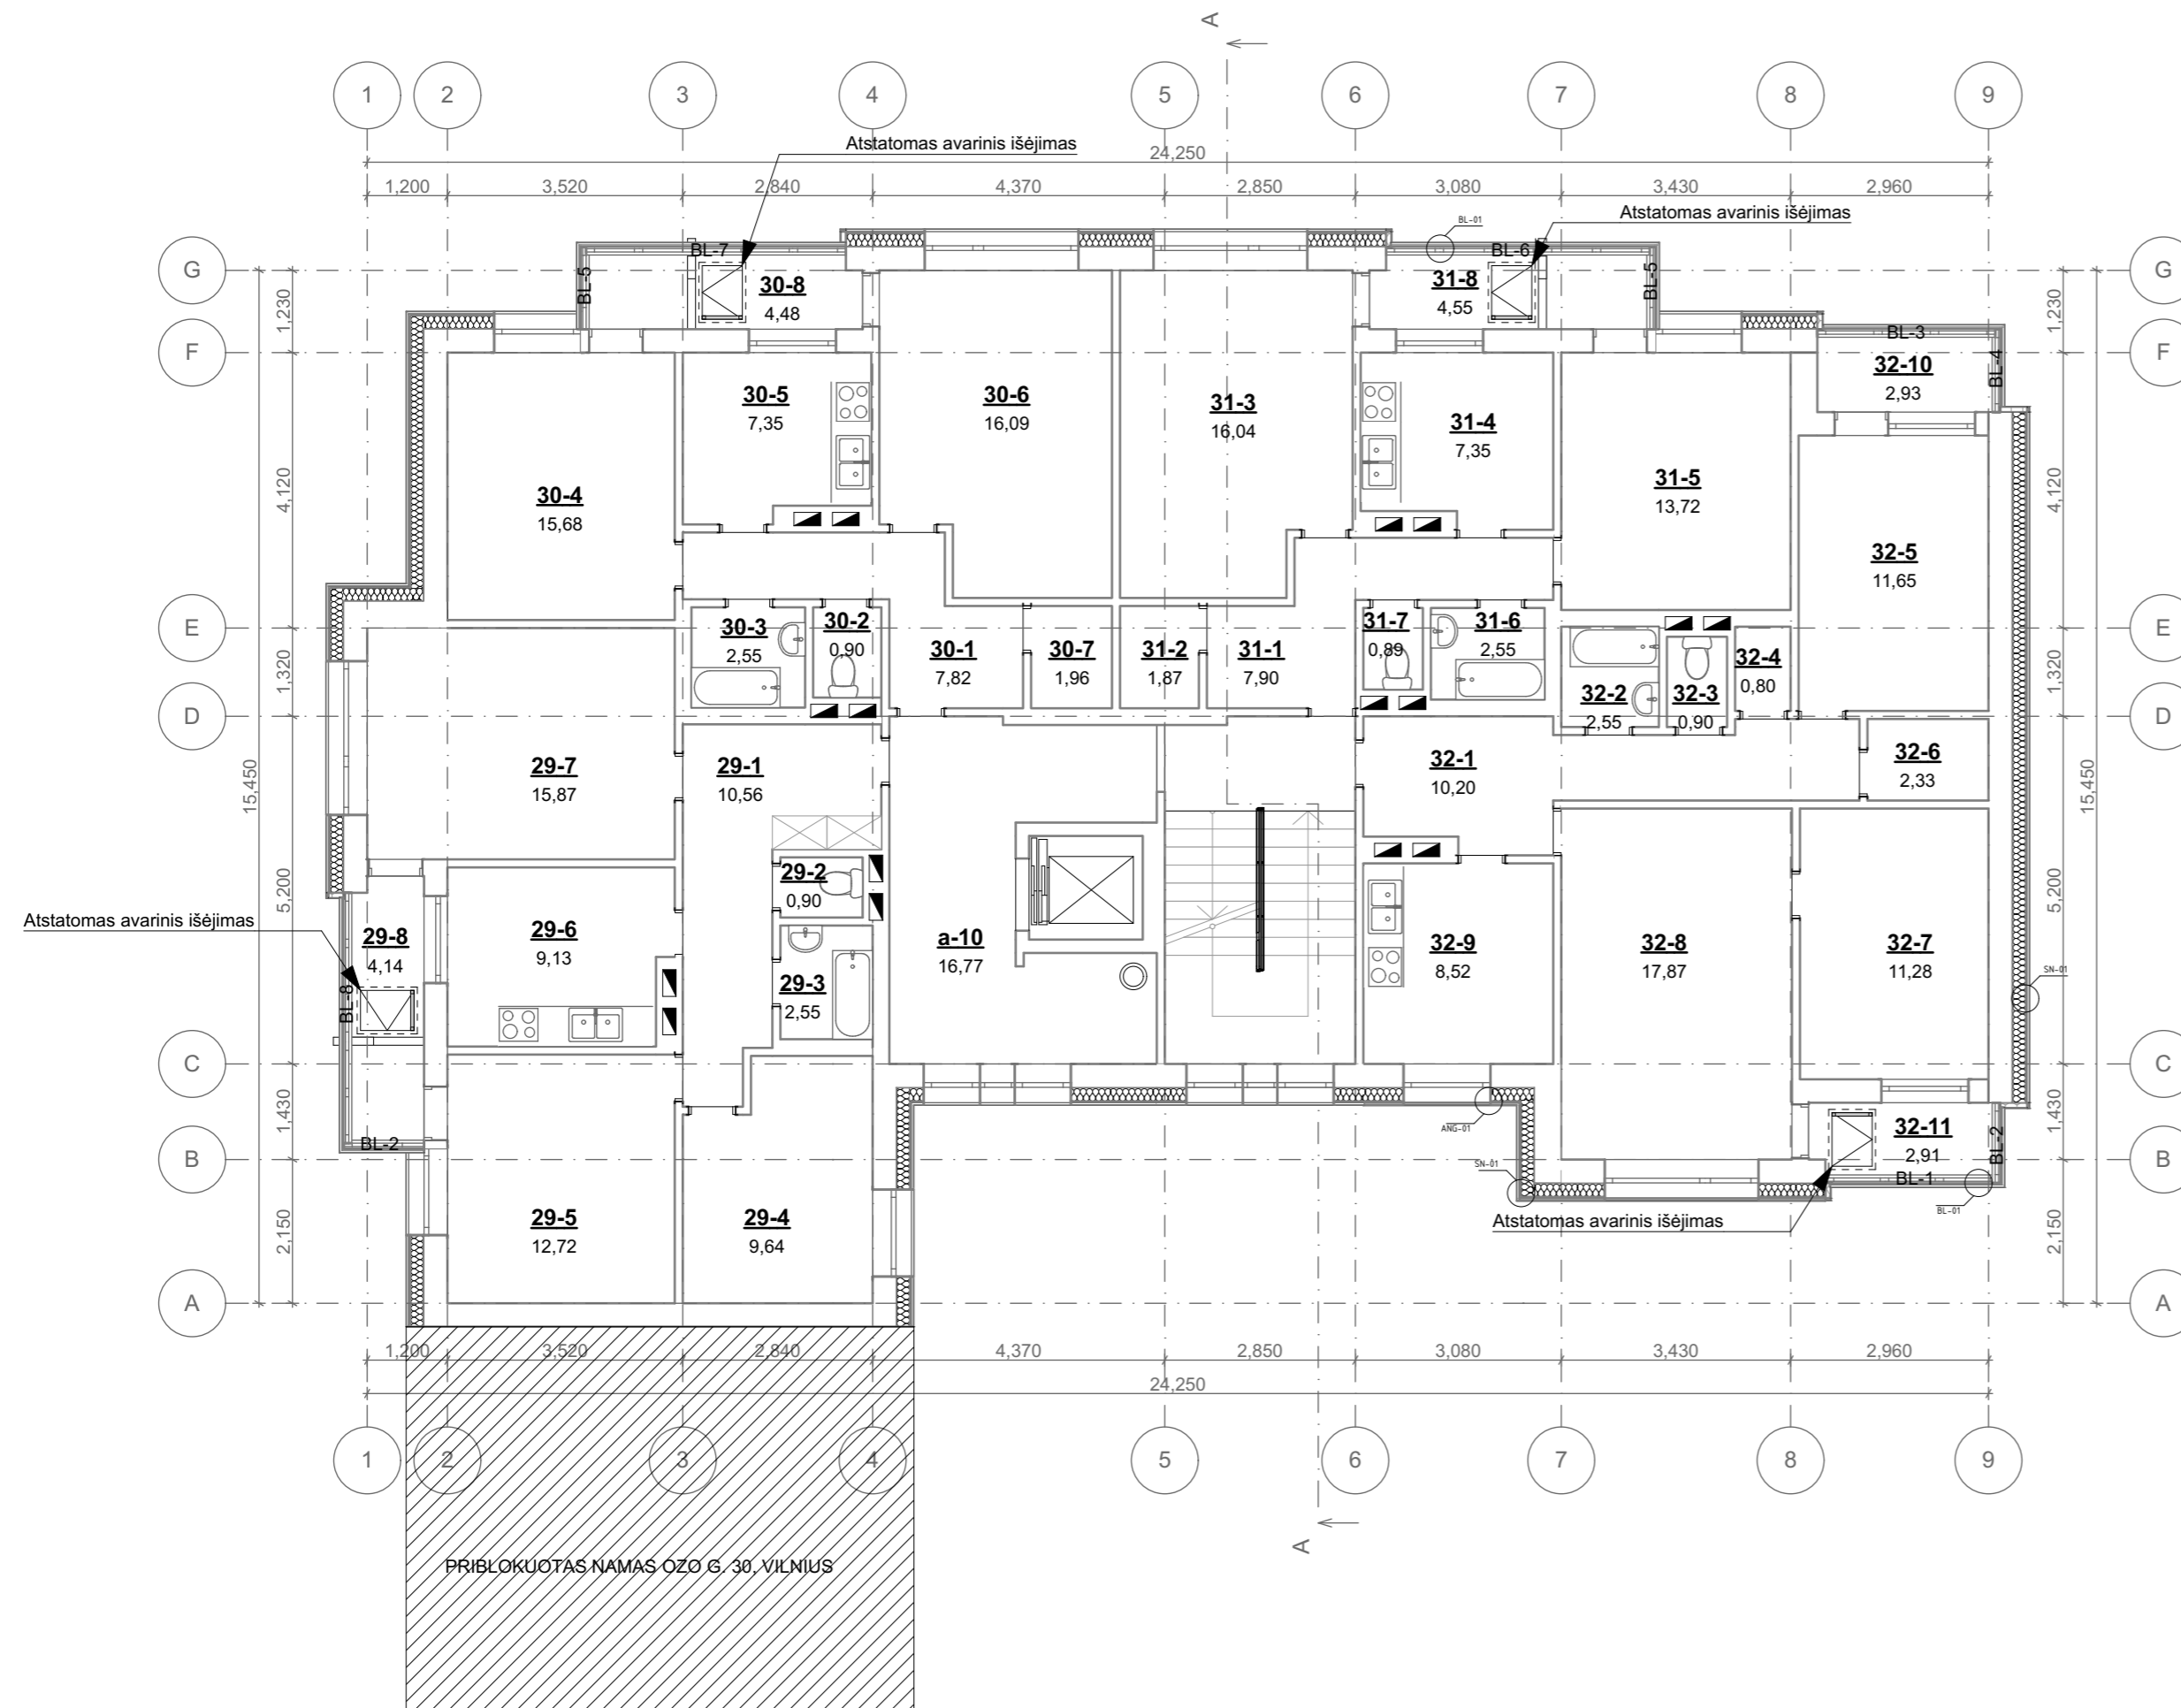 A
1 2 3 4 5 6 7 8 9
Atstatomas avarinis išėjimas
24,250
1,200 3,520 2,840 4,370 2,850 3,080 3,430 2,960
Atstatomas avarinis išėjimas
BL-01
BL-7
BL-6
G
G
BL-5
30-8
4,48
31-8
4,55
BL-5
1,230
1,230
BL-3
F
F
32-10
2,93
BL-4
30-5
7,35
30-6
16,09
31-3
16,04
31-4
7,35
30-4
15,68
31-5
13,72
4,120
4,120
32-5
11,65
E
E
30-3
2,55
30-2
0,90
30-1
7,82
30-7
1,96
31-2
1,87
31-1
7,90
31-7
0,89
31-6
2,55
32-4
0,80
32-2
2,55
32-3
0,90
1,320
1,320
D
D
15,450
15,450
29-7
15,87
29-1
10,56
32-1
10,20
32-6
2,33
29-2
0,90
5,200
5,200
Atstatomas avarinis išėjimas
29-8
4,14
BL-8
29-6
9,13
a-10
16,77
32-9
8,52
32-8
17,87
32-7
11,28
29-3
2,55
SN-01
C
C
1,430
1,430
ANG-01
BL-2
32-11
2,91
BL-2
B
B
SN-01
BL-1
BL-01
29-5
12,72
29-4
9,64
Atstatomas avarinis išėjimas
2,150
2,150
A
A
1,200 3,520 2,840 4,370 2,850 3,080 3,430 2,960
24,250
1 2 3 4 5 6 7 8 9
A
PRIBLOKUOTAS NAMAS OZO G. 30, VILNIUS